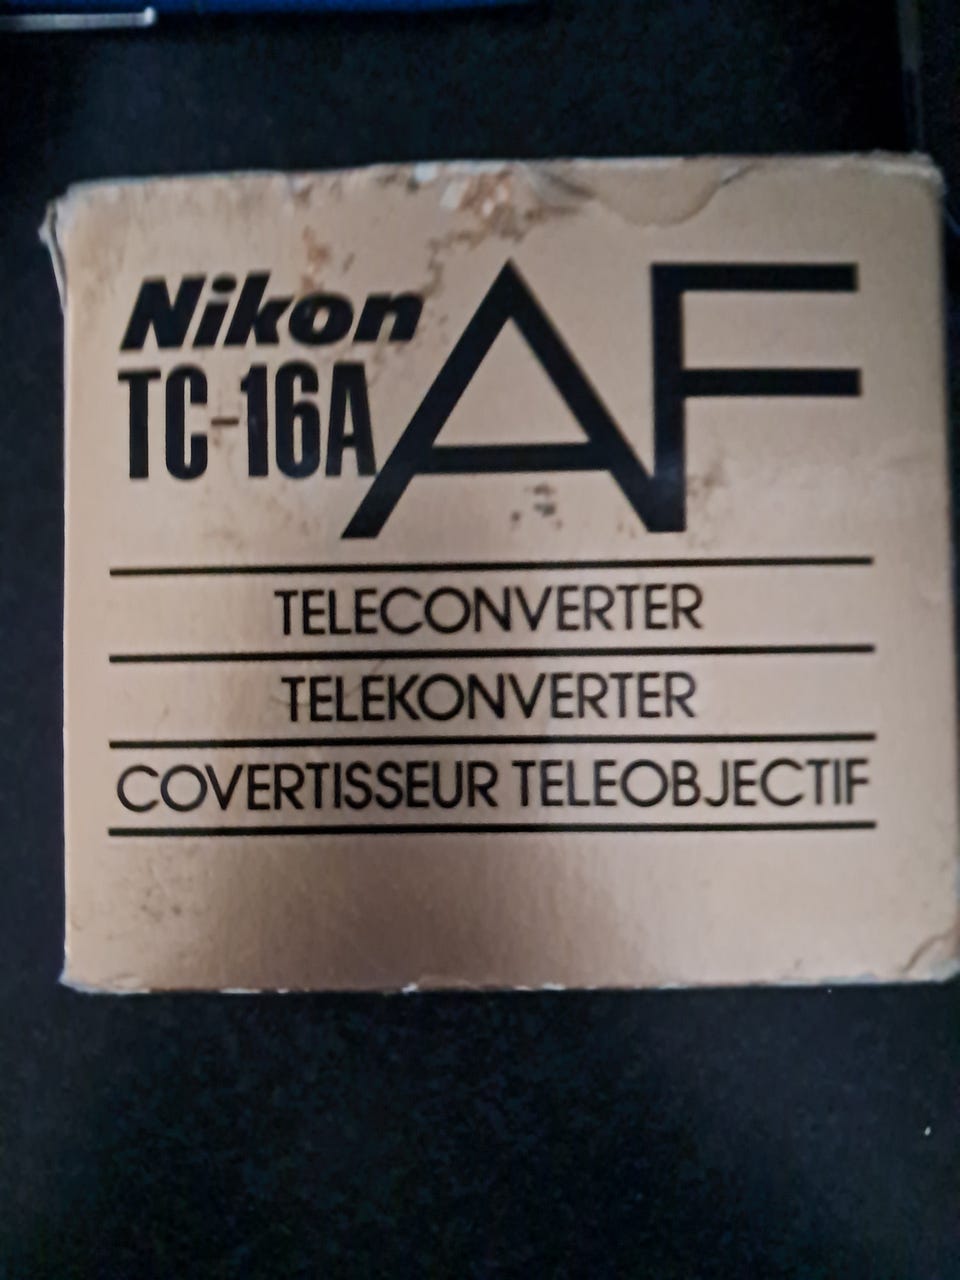 Nikon AF
TC-16A
TELECONVERTER
TELEKONVERTER
COVERTISSEUR TELEOBJECTIF